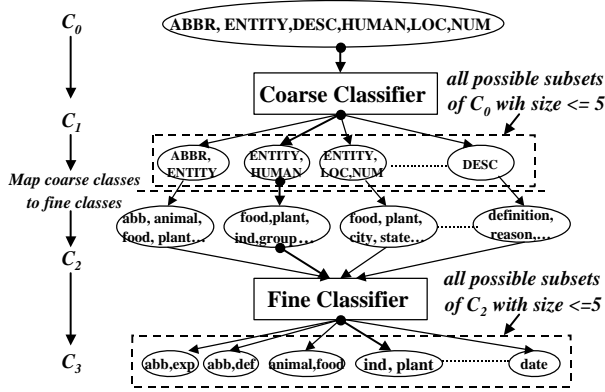 C0
ABBR, ENTITY,DESC,HUMAN,LOC,NUM
Coarse Classifier
all possible subsets
of C0 wih size <= 5
C1
ABBR,
ENTITY
ENTITY,
HUMAN
ENTITY,
LOC,NUM
DESC
Map coarse classes
to fine classes
abb, animal,
food, plant...
food,plant,
ind,group...
food, plant,
city, state...
definition,
reason,...
C2
Fine Classifier
all possible subsets
of C2 with size <=5
C3
abb,exp
abb,def
animal,food
ind, plant
date